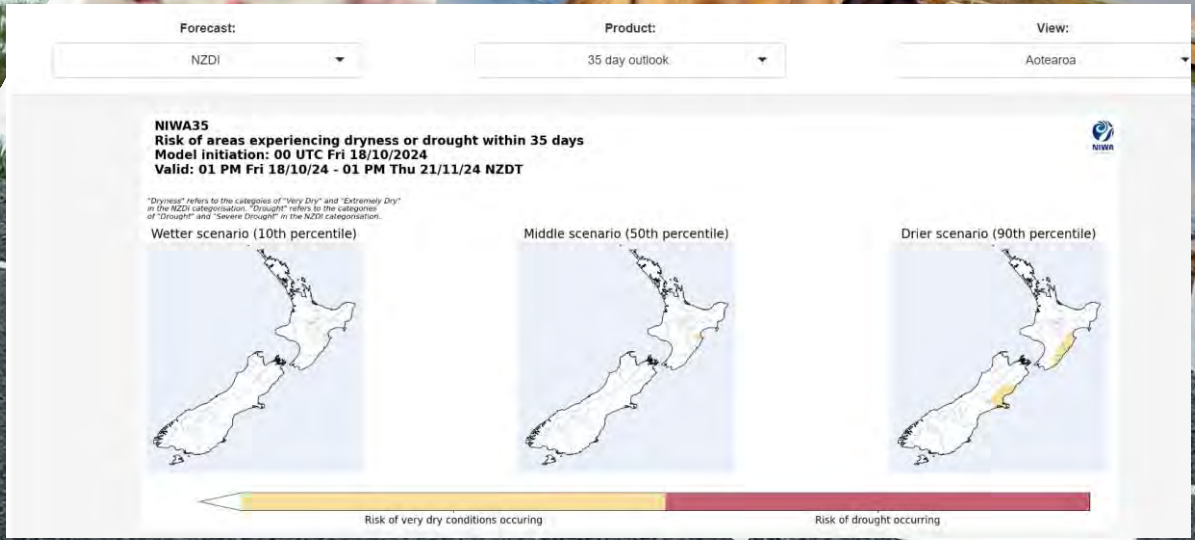 Forecast:
Product:
View:
NZDI
35 day outlook
Aotearoa
NIWA35
Risk of areas experiencing dryness or drought within 35 days
Model initiation: 00 UTC Fri 18/10/2024
Valid: 01 PM Fri 18/10/24 - 01 PM Thu 21/11/24 NZDT
NIWA
"Dryness" refers to the categoies of "Very Dry" and "Extremely Dry"
in the NZDI categorisation. "Drought" refers to the categories
of "Drought" and "Severe Drought" in the NZDI categorisation.
Wetter scenario (10th percentile)
Middle scenario (50th percentile)
Drier scenario (90th percentile)
Risk of very dry conditions occuring
Risk of drought occurring